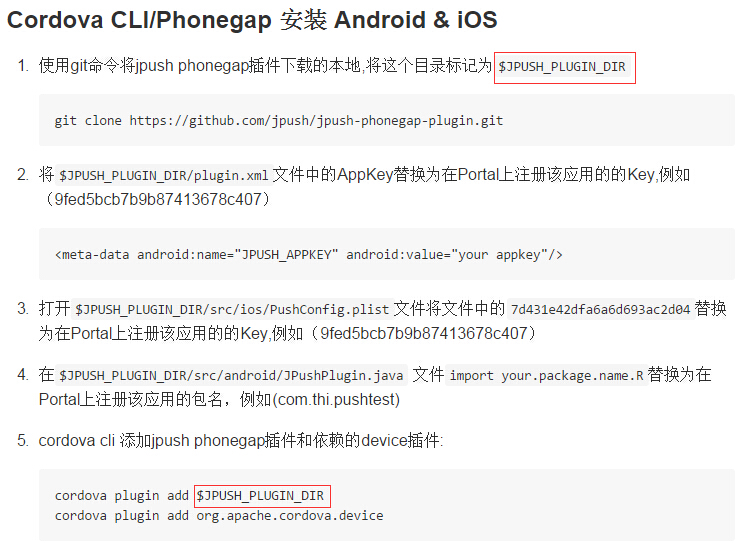 Cordova CLI/Phonegap 安装 Android & iOS
1. 使用git命令将jpush phonegap插件下载的本地,将这个目录标记为 $JPUSH_PLUGIN_DIR
git clone https://github.com/jpush/jpush-phonegap-plugin.git
2. 将 $JPUSH_PLUGIN_DIR/plugin.xml 文件中的AppKey替换为在Portal上注册该应用的的Key,例如
（9fed5bcb7b9b87413678c407）
<meta-data android:name="JPUSH_APPKEY" android:value="your appkey"/>
3. 打开 $JPUSH_PLUGIN_DIR/src/ios/PushConfig.plist 文件将文件中的 7d431e42dfa6a6d693ac2d04 替换
为在Portal上注册该应用的的Key,例如（9fed5bcb7b9b87413678c407）
4. 在 $JPUSH_PLUGIN_DIR/src/android/JPushPlugin.java 文件 import your.package.name.R 替换为在
Portal上注册该应用的包名，例如(com.thi.pushtest)
5. cordova cli 添加jpush phonegap插件和依赖的device插件:
cordova plugin add $JPUSH_PLUGIN_DIR
cordova plugin add org.apache.cordova.device